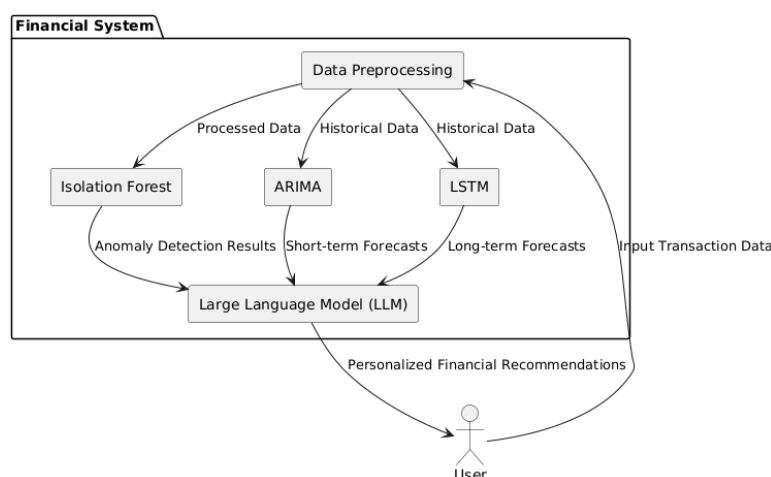 Financial System
Data Preprocessing
Processed Data
Historical Data
Historical Data
Isolation Forest
ARIMA
LSTM
Anomaly Detection Results
Short-term Forecasts
Long-term Forecasts
Input Transaction Data
Large Language Model (LLM)
Personalized Financial Recommendations
User